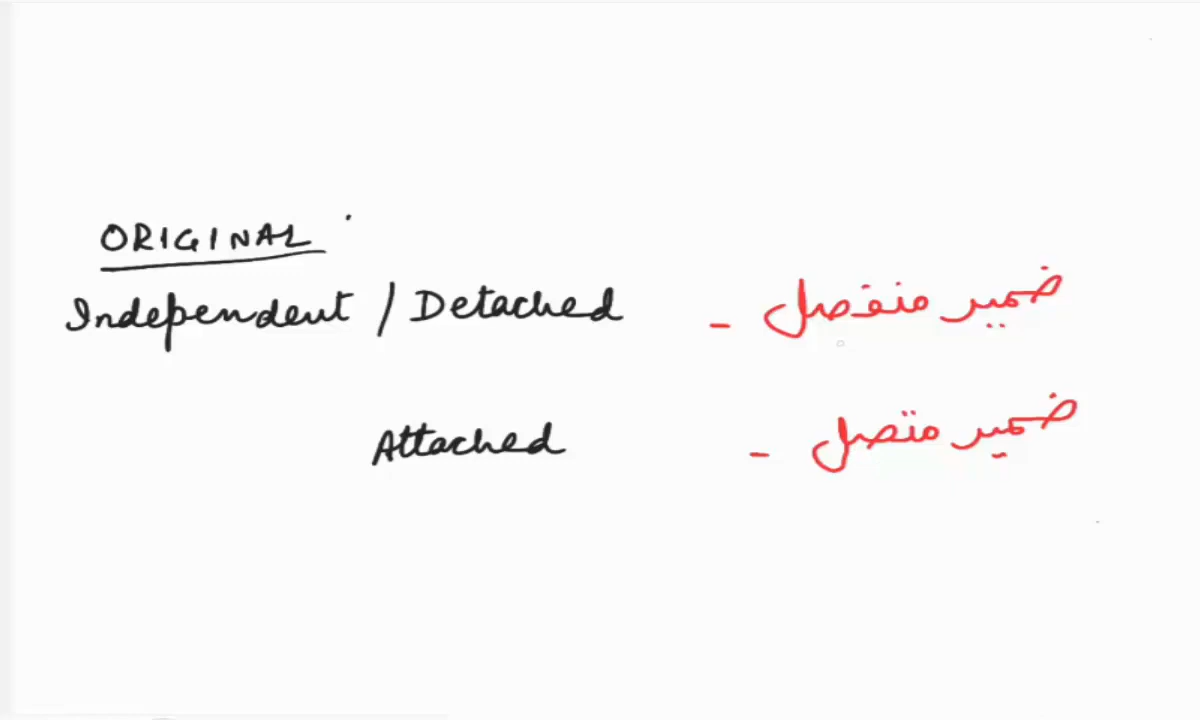 ORIGINAL
Independent / Detached - ضمير منفصل
Attached - ضمير متصل